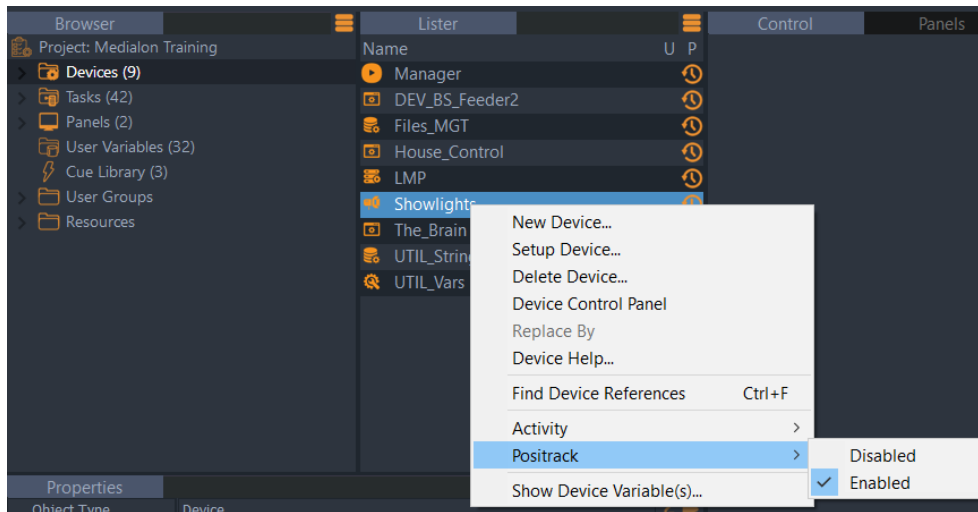 Browser
Project: Medialon Training
Devices (9)
Tasks (42)
Panels (2)
User Variables (32)
Cue Library (3)
User Groups
Resources
Lister
Name U P
Manager
DEV_BS_Feeder2
Files_MGT
House_Control
LMP
Showlights
The_Brain
UTIL_Strin
UTIL_Vars
New Device...
Setup Device...
Delete Device...
Device Control Panel
Replace By
Device Help...
Find Device References Ctrl+F
Activity
Positrack
Show Device Variable(s)...
Disabled
Enabled
Control Panels
Properties
Object Type Device